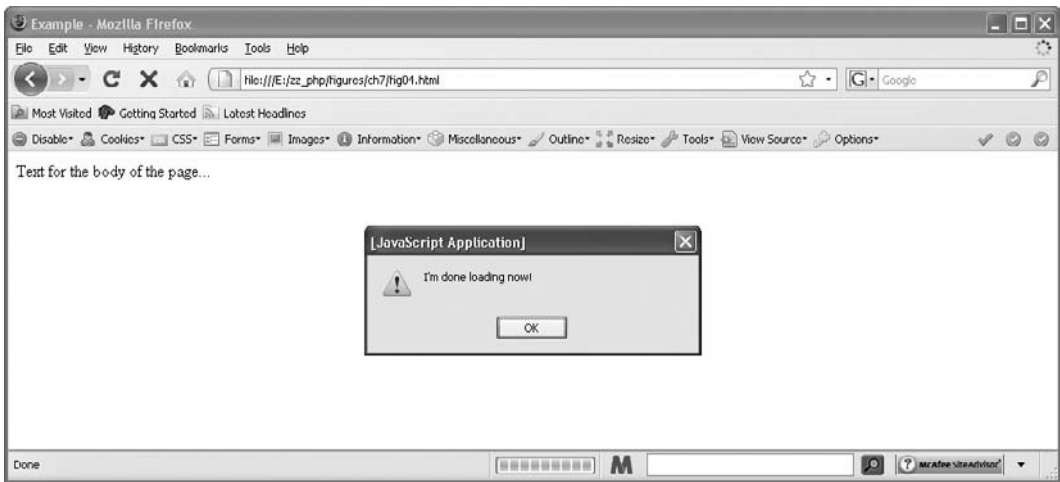 Example - Mozilla Firefox
File Edit View History Bookmarks Tools Help
file:///E:/zz_php/figures/ch7/fig04.html G Google
Most Visited Getting Started Latest Headlines
Disable Cookies CSS Forms Images Information Miscellaneous Outline Resize Tools View Source Options
Text for the body of the page...
[JavaScript Application]
I'm done loading now!
OK
Done M McAfee SiteAdvisor